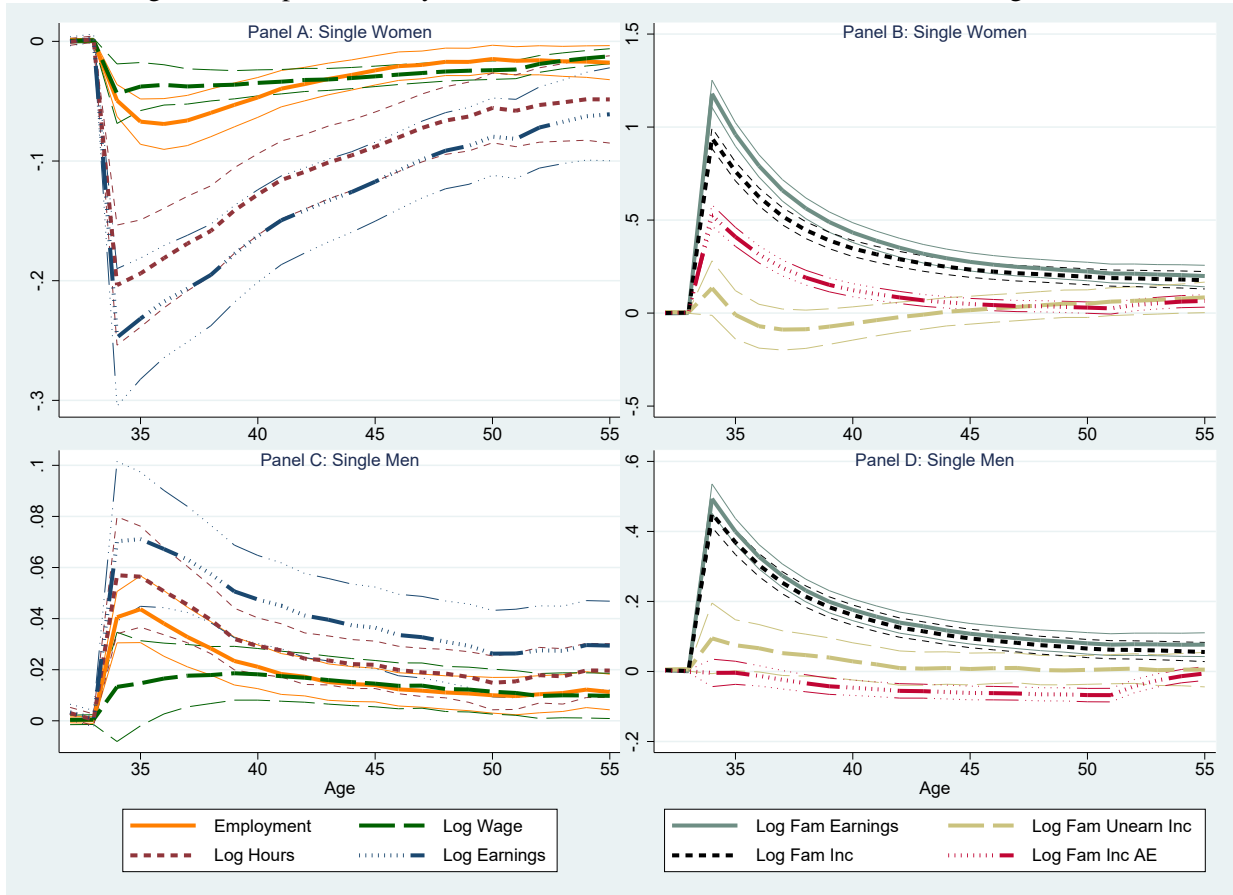 Panel A: Single Women
Panel B: Single Women
0
-.1
-.2
-.3
35 40 45 50 55
1.5
1
.5
0
-.5
35 40 45 50 55
Panel C: Single Men
Panel D: Single Men
.1
.08
.06
.04
.02
0
35 40 45 50 55
Age
.6
.4
.2
0
-.2
35 40 45 50 55
Age
Employment Log Wage
Log Hours Log Earnings
Log Fam Earnings Log Fam Unearn Inc
Log Fam Inc Log Fam Inc AE